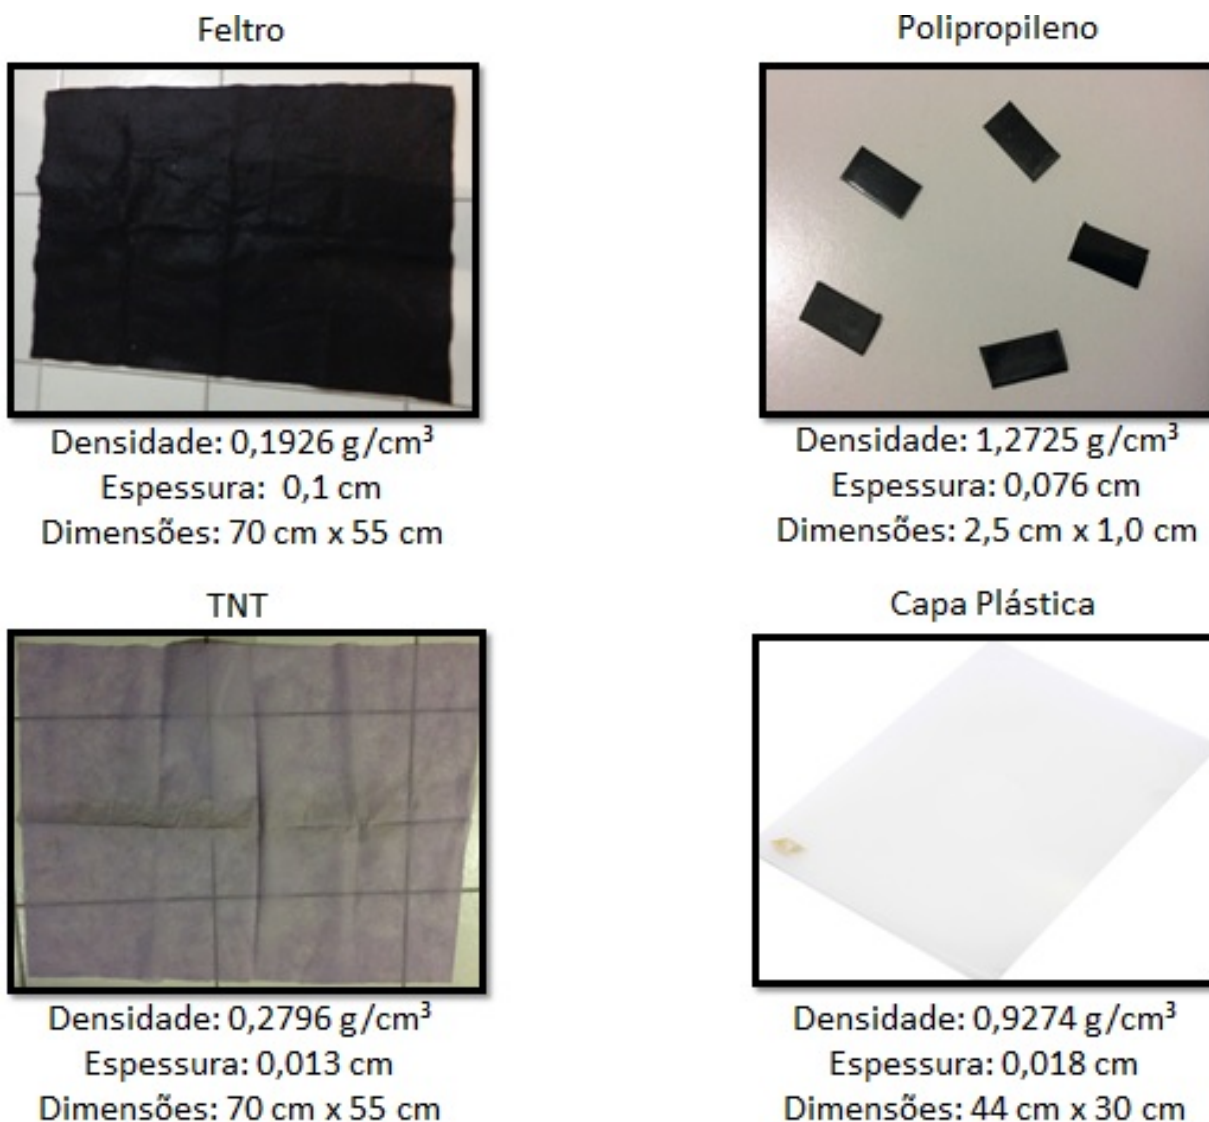 Feltro
Densidade: 0,1926 g/cm³
Espessura: 0,1 cm
Dimensões: 70 cm x 55 cm
Polipropileno
Densidade: 1,2725 g/cm³
Espessura: 0,076 cm
Dimensões: 2,5 cm x 1,0 cm
TNT
Densidade: 0,2796 g/cm³
Espessura: 0,013 cm
Dimensões: 70 cm x 55 cm
Capa Plástica
Densidade: 0,9274 g/cm³
Espessura: 0,018 cm
Dimensões: 44 cm x 30 cm